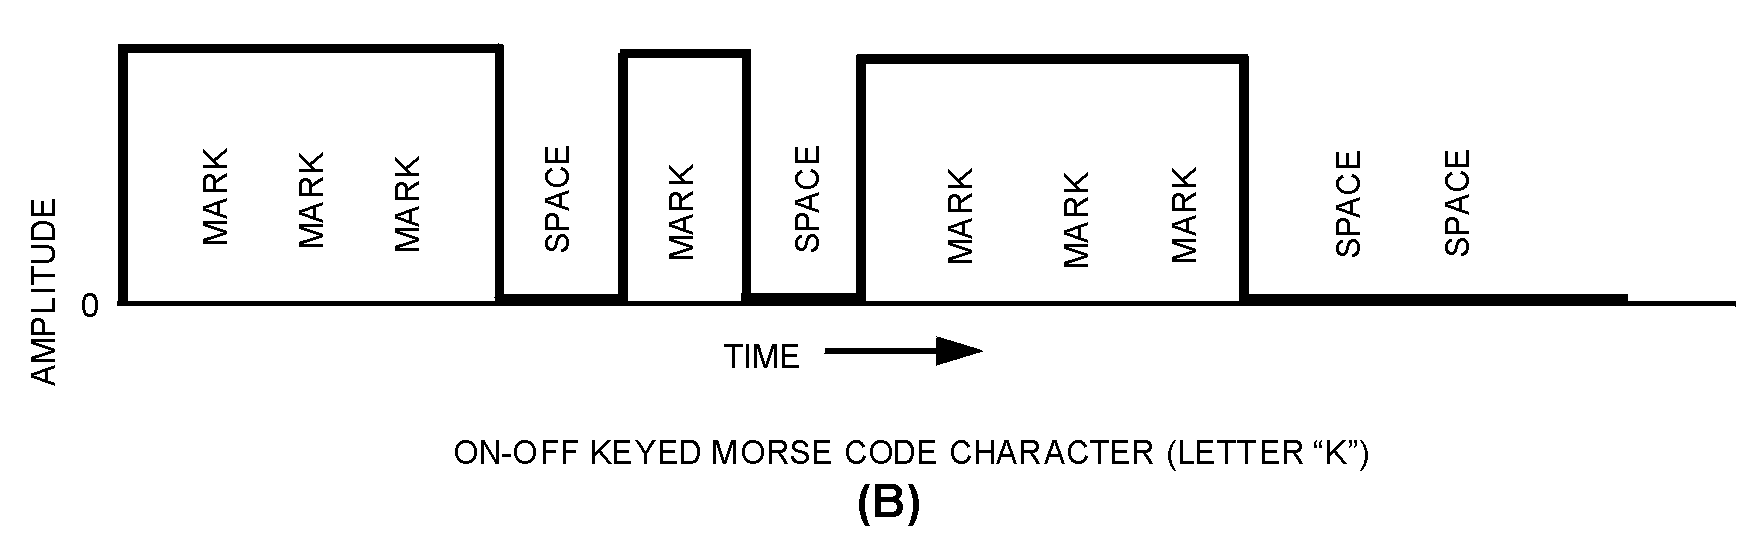 MARK MARK MARK SPACE MARK SPACE MARK MARK MARK SPACE SPACE
AMPLITUDE
0
TIME
ON-OFF KEYED MORSE CODE CHARACTER (LETTER “K”)
(B)